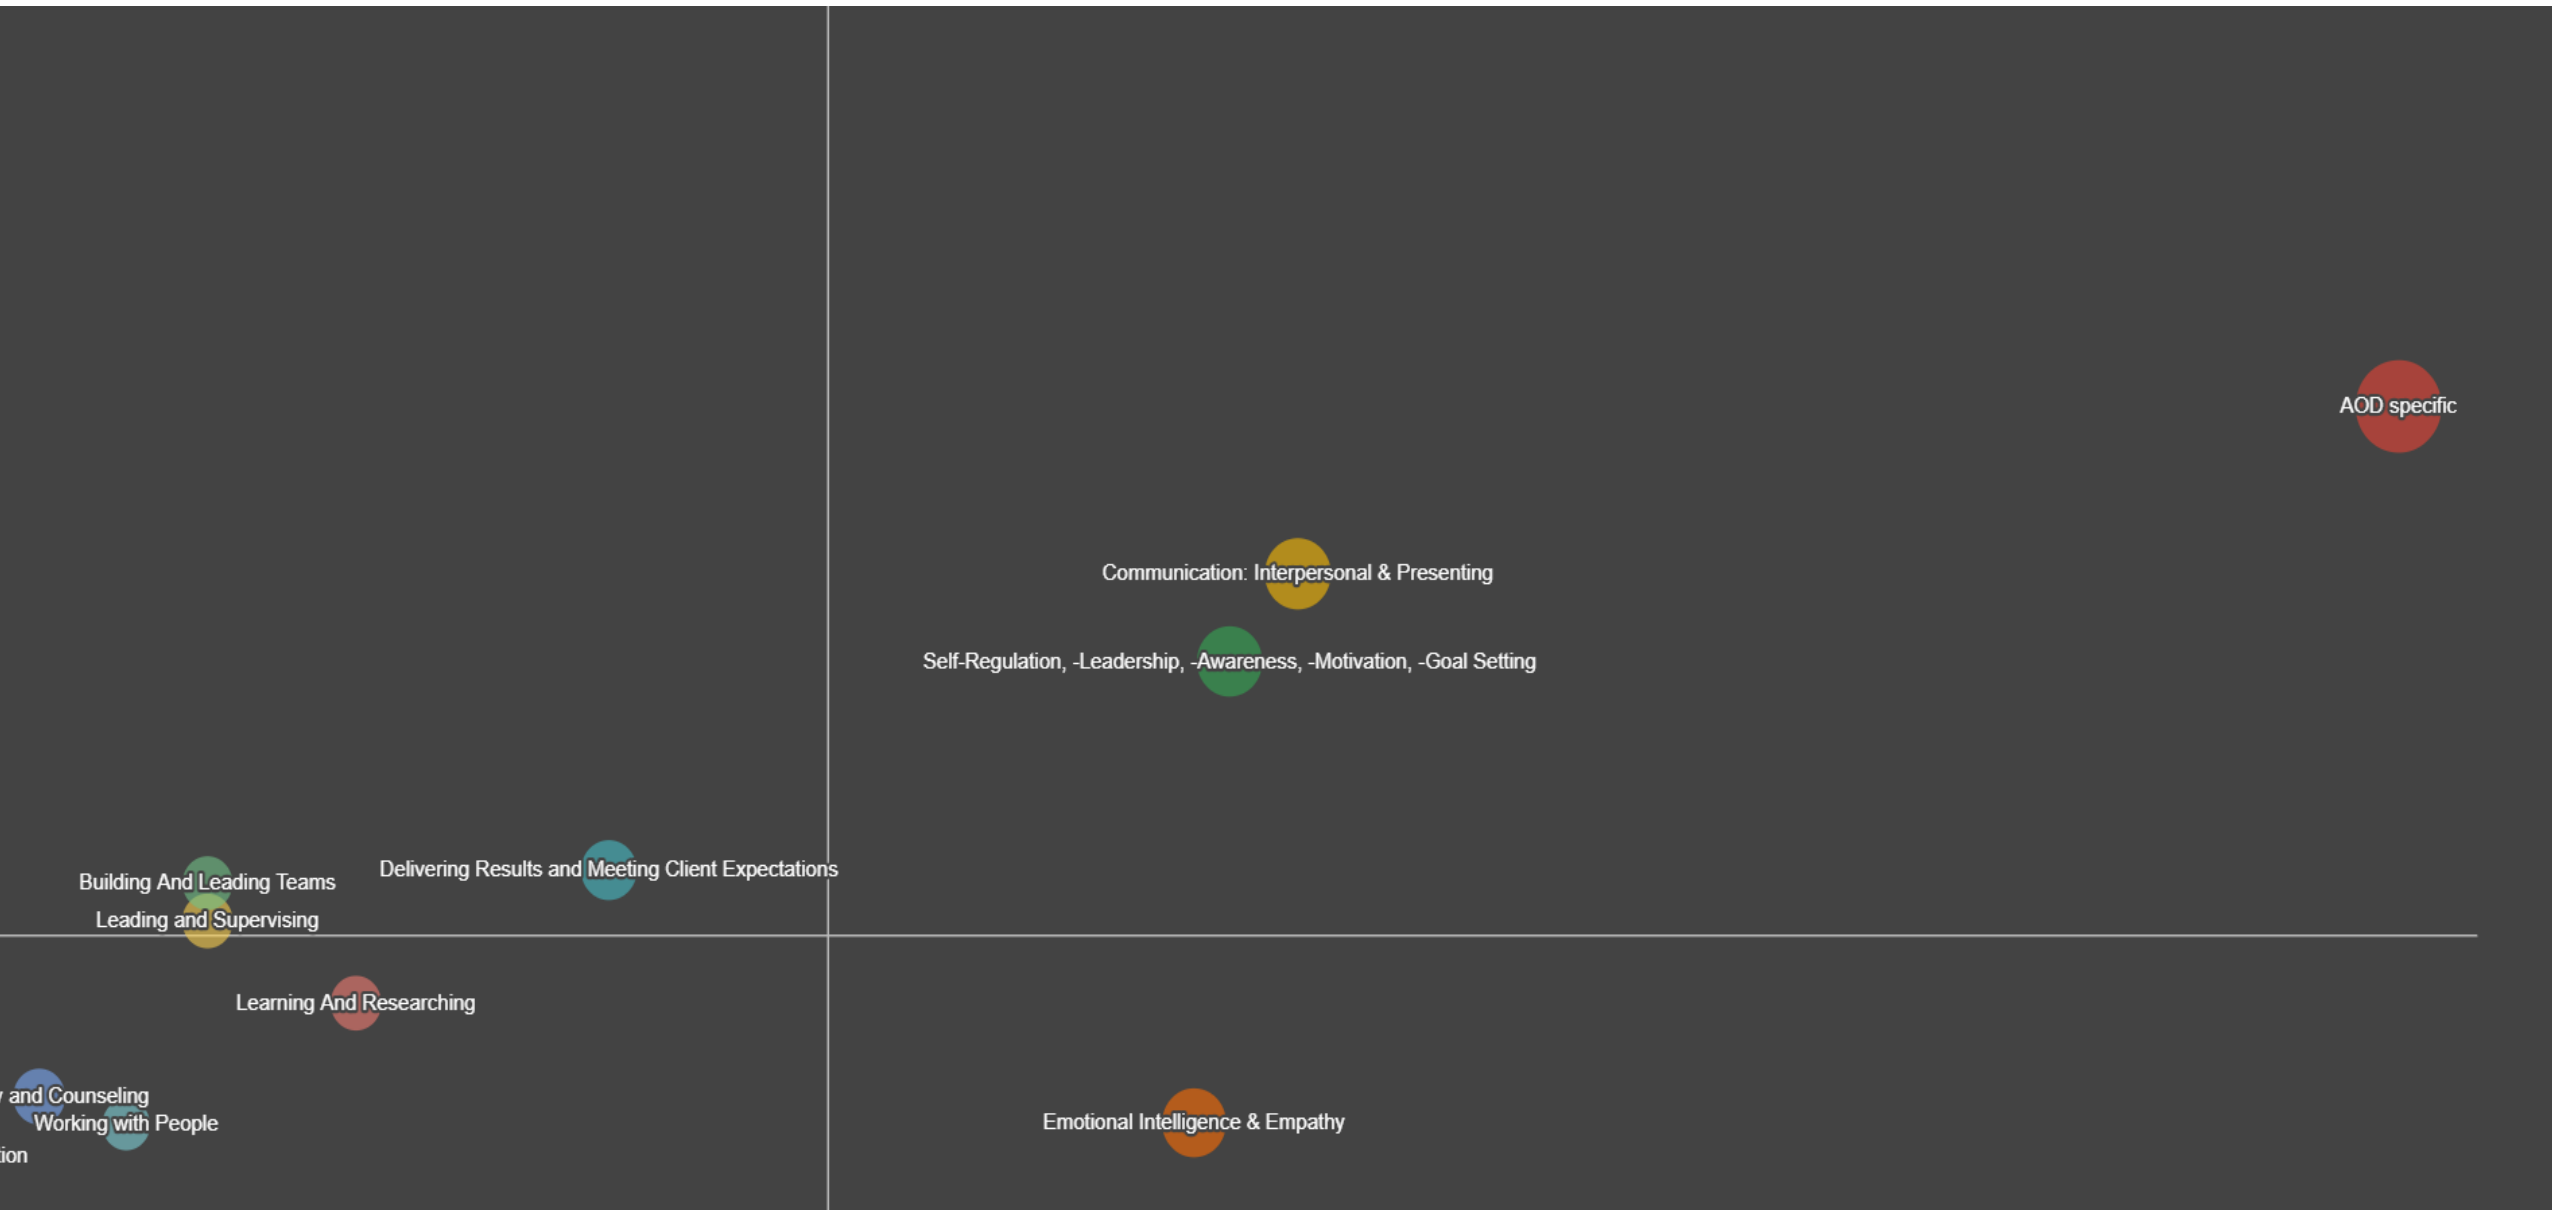 AOD specific
Communication: Interpersonal & Presenting
Self-Regulation, -Leadership, -Awareness, -Motivation, -Goal Setting
Delivering Results and Meeting Client Expectations
Building And Leading Teams
Leading and Supervising
Learning And Researching
and Counseling
Working with People
Emotional Intelligence & Empathy